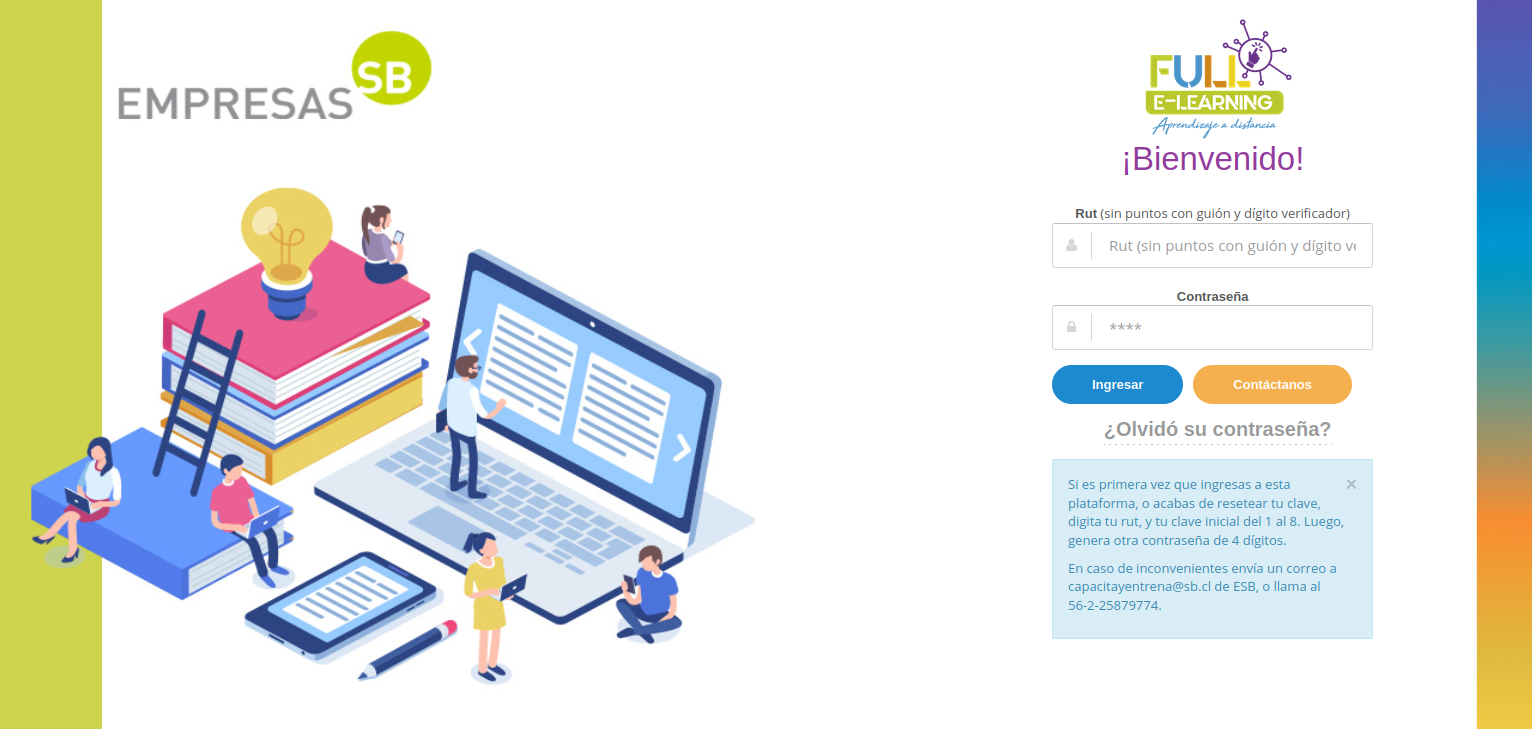 EMPRESAS SB
FULL
E-LEARNING
Aprendizaje a distancia
¡Bienvenido!
Rut (sin puntos con guión y dígito verificador)
Rut (sin puntos con guión y dígito ve
Contraseña
****
Ingresar
Contáctanos
¿Olvidó su contraseña?
Si es primera vez que ingresas a esta
plataforma, o acabas de resetear tu clave,
digita tu rut, y tu clave inicial del 1 al 8. Luego,
genera otra contraseña de 4 dígitos.
×
En caso de inconvenientes envía un correo a
capacitayentrena@sb.cl de ESB, o llama al
56-2-25879774.